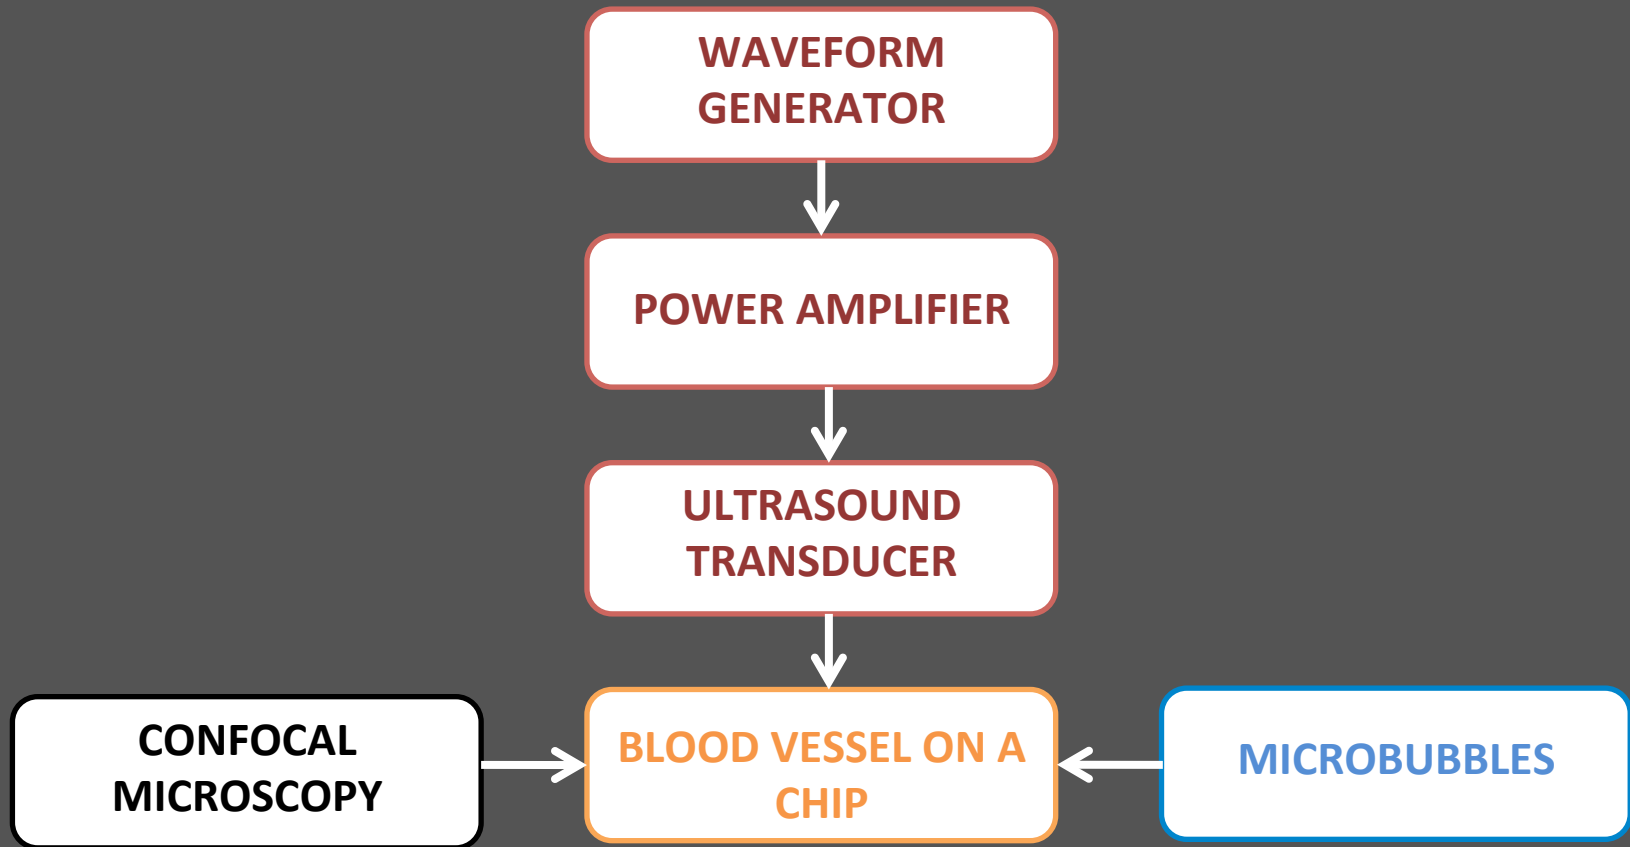 WAVEFORM
GENERATOR
POWER AMPLIFIER
ULTRASOUND
TRANSDUCER
CONFOCAL
MICROSCOPY
BLOOD VESSEL ON A
CHIP
MICROBUBBLES